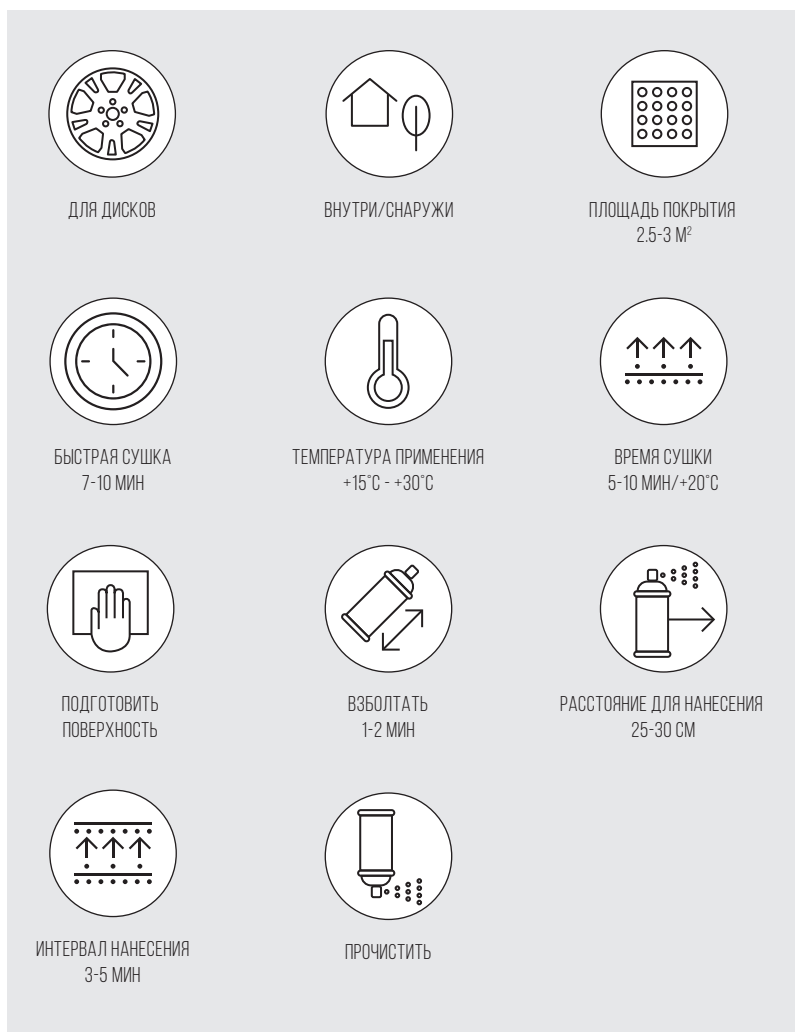 ДЛЯ ДИСКОВ
ВНУТРИ/СНАРУЖИ
ПЛОЩАДЬ ПОКРЫТИЯ
2.5-3 М²
БЫСТРАЯ СУШКА
7-10 МИН
ТЕМПЕРАТУРА ПРИМЕНЕНИЯ
+15°С - +30°С
ВРЕМЯ СУШКИ
5-10 МИН/+20°С
ПОДГОТОВИТЬ
ПОВЕРХНОСТЬ
ВЗБОЛТАТЬ
1-2 МИН
РАССТОЯНИЕ ДЛЯ НАНЕСЕНИЯ
25-30 СМ
ИНТЕРВАЛ НАНЕСЕНИЯ
3-5 МИН
ПРОЧИСТИТЬ